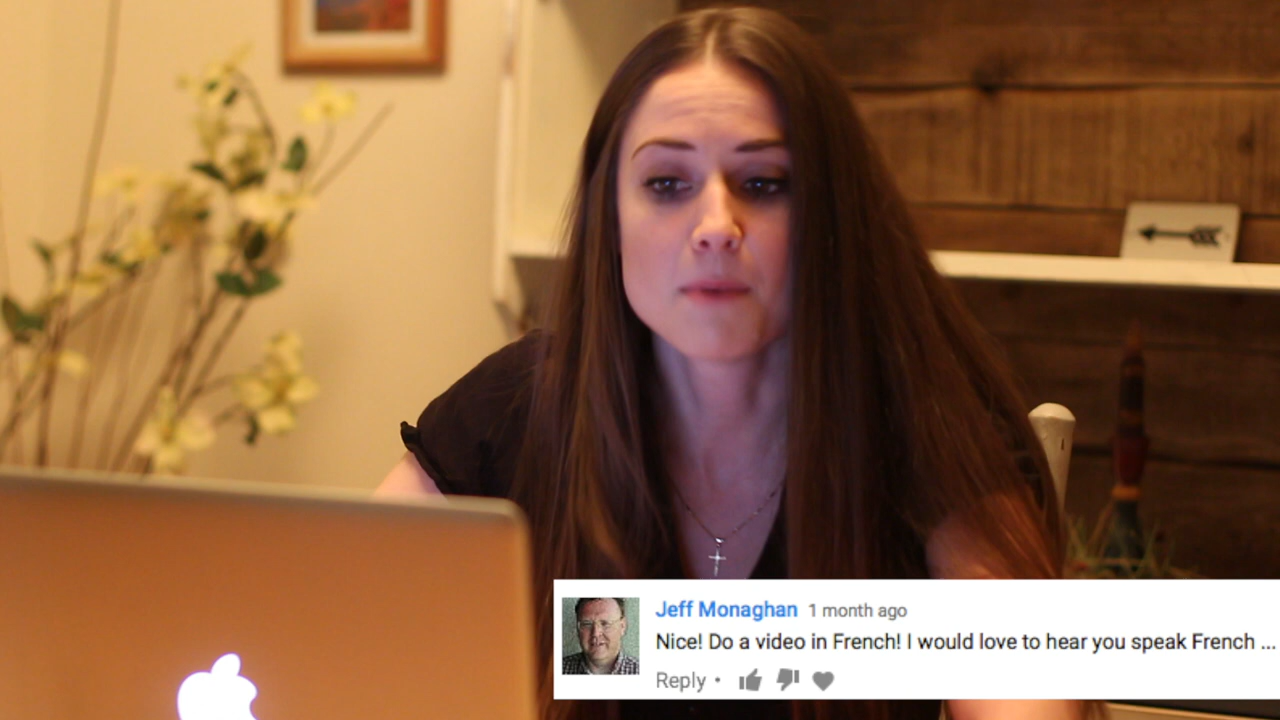 Jeff Monaghan 1 month ago
Nice! Do a video in French! I would love to hear you speak French ...
Reply •